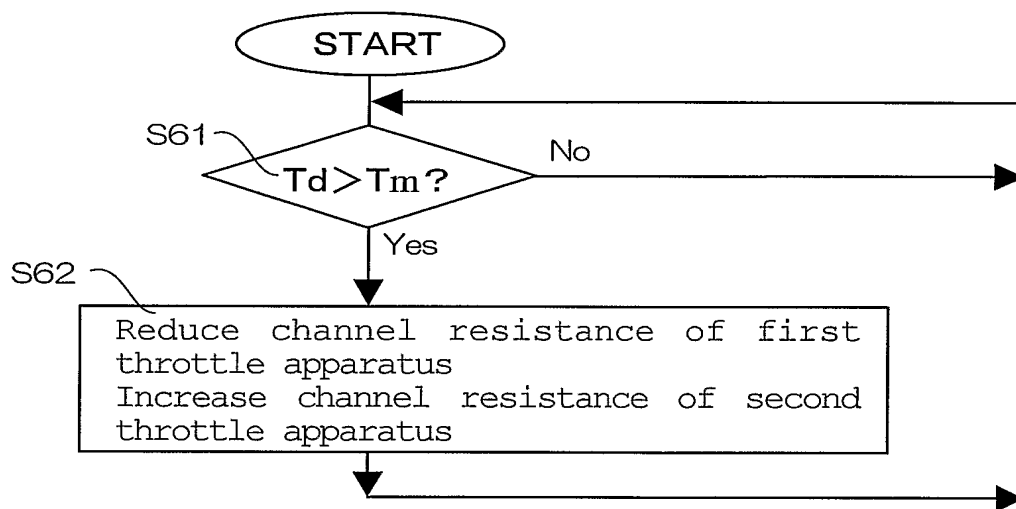 START
S61
Td>Tm?
No
Yes
S62
Reduce channel resistance of first
throttle apparatus
Increase channel resistance of second
throttle apparatus